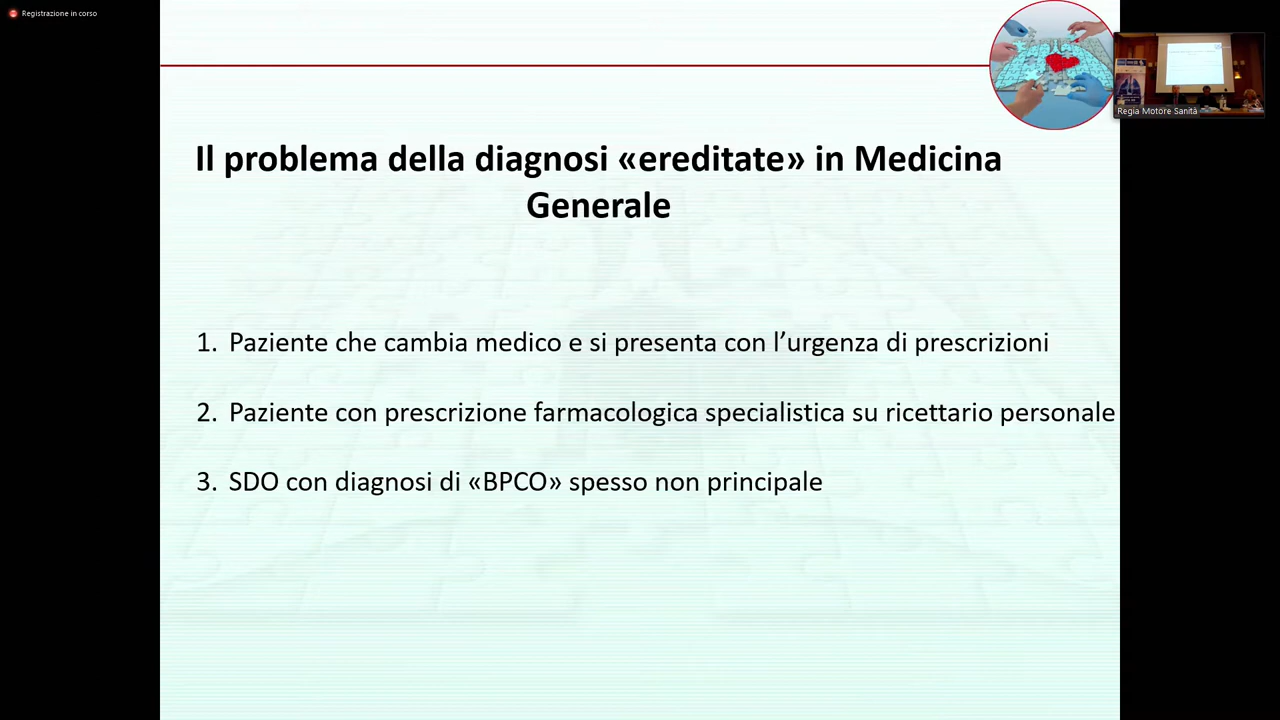 Registrazione in corso
Regia Motore Sanità
Il problema della diagnosi «ereditate» in Medicina
Generale
1. Paziente che cambia medico e si presenta con l’urgenza di prescrizioni
2. Paziente con prescrizione farmacologica specialistica su ricettario personale
3. SDO con diagnosi di «BPCO» spesso non principale